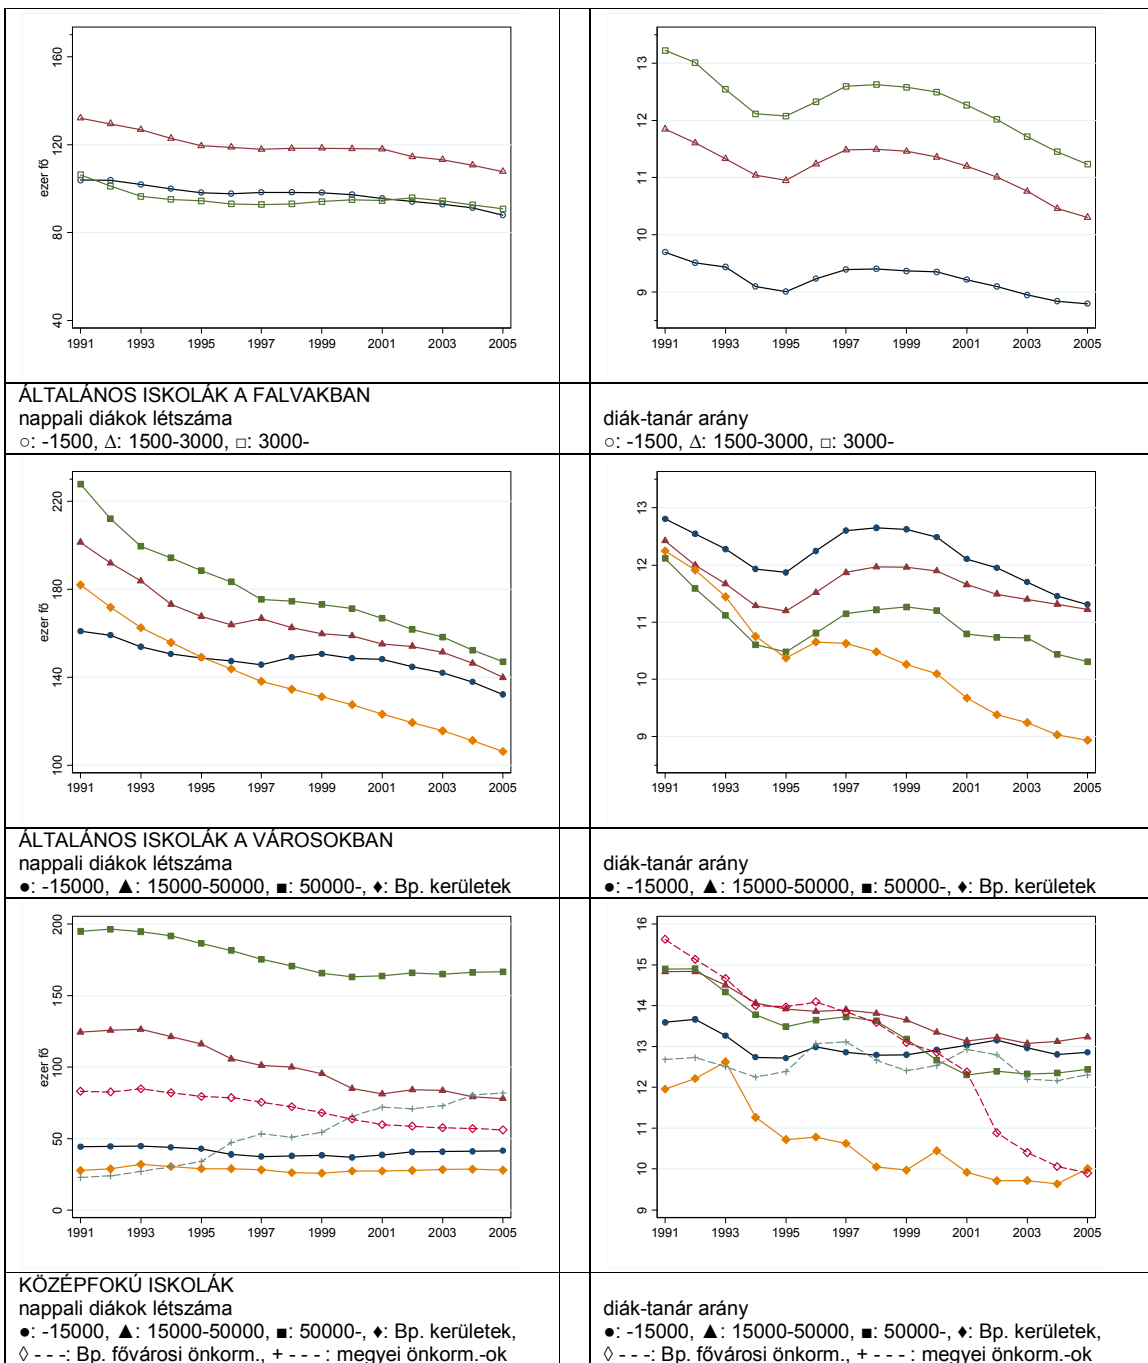 160
120
80
40
ezer fő
1991 1993 1995 1997 1999 2001 2003 2005
13
12
11
10
9
1991 1993 1995 1997 1999 2001 2003 2005
ÁLTALÁNOS ISKOLÁK A FALVAKBAN
nappali diákok létszáma
○: -1500, Δ: 1500-3000, □: 3000-
diák-tanár arány
○: -1500, Δ: 1500-3000, □: 3000-
220
180
140
100
ezer fő
1991 1993 1995 1997 1999 2001 2003 2005
13
12
11
10
9
1991 1993 1995 1997 1999 2001 2003 2005
ÁLTALÁNOS ISKOLÁK A VÁROSOKBAN
nappali diákok létszáma
●: -15000, ▲: 15000-50000, ■: 50000-, ♦: Bp. kerületek
diák-tanár arány
●: -15000, ▲: 15000-50000, ■: 50000-, ♦: Bp. kerületek
200
150
100
50
0
ezer fő
1991 1993 1995 1997 1999 2001 2003 2005
16
15
14
13
12
11
10
9
1991 1993 1995 1997 1999 2001 2003 2005
KÖZÉPFOKÚ ISKOLÁK
nappali diákok létszáma
●: -15000, ▲: 15000-50000, ■: 50000-, ♦: Bp. kerületek,
◊ - - -: Bp. fővárosi önkorm., + - - - : megyei önkorm.-ok
diák-tanár arány
●: -15000, ▲: 15000-50000, ■: 50000-, ♦: Bp. kerületek,
◊ - - -: Bp. fővárosi önkorm., + - - - : megyei önkorm.-ok